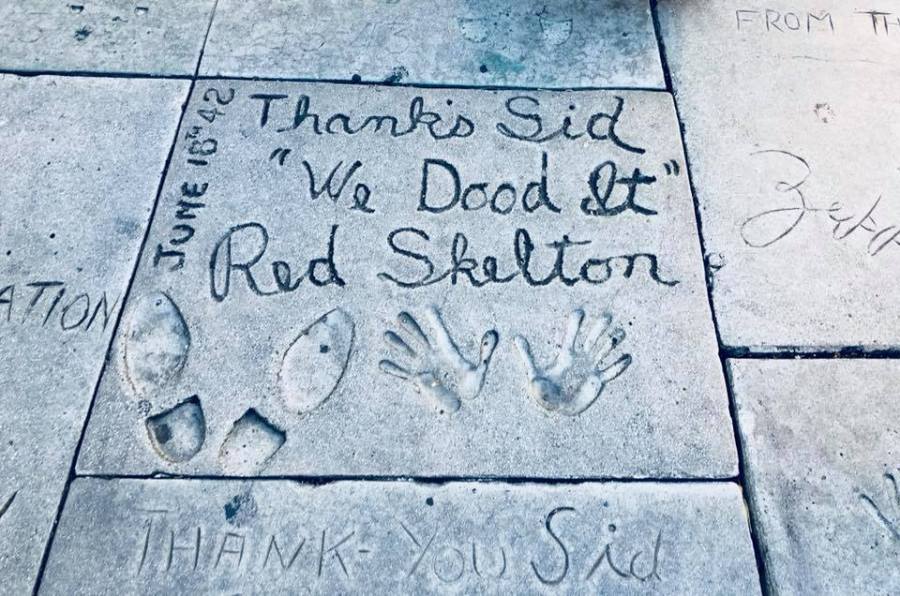 FROM TH
JUNE 18TH 42
Thanks Sid
"We Dood It"
Red Skelton
ATION
THANK-YOU Sid